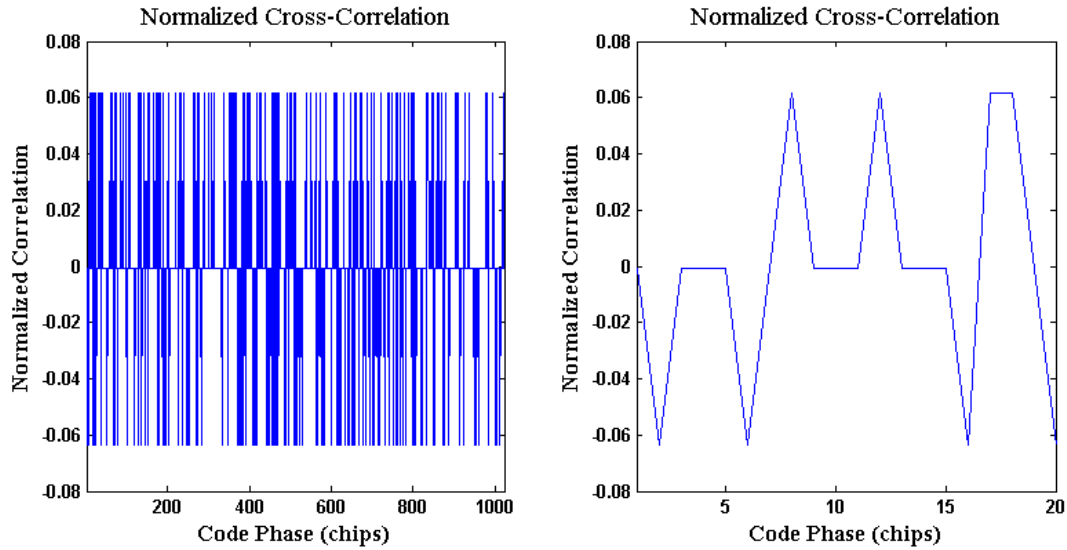 Normalized Cross-Correlation
Normalized Correlation
0.08
0.06
0.04
0.02
0
-0.02
-0.04
-0.06
-0.08
200 400 600 800 1000
Code Phase (chips)
Normalized Cross-Correlation
Normalized Correlation
0.08
0.06
0.04
0.02
0
-0.02
-0.04
-0.06
-0.08
5 10 15 20
Code Phase (chips)